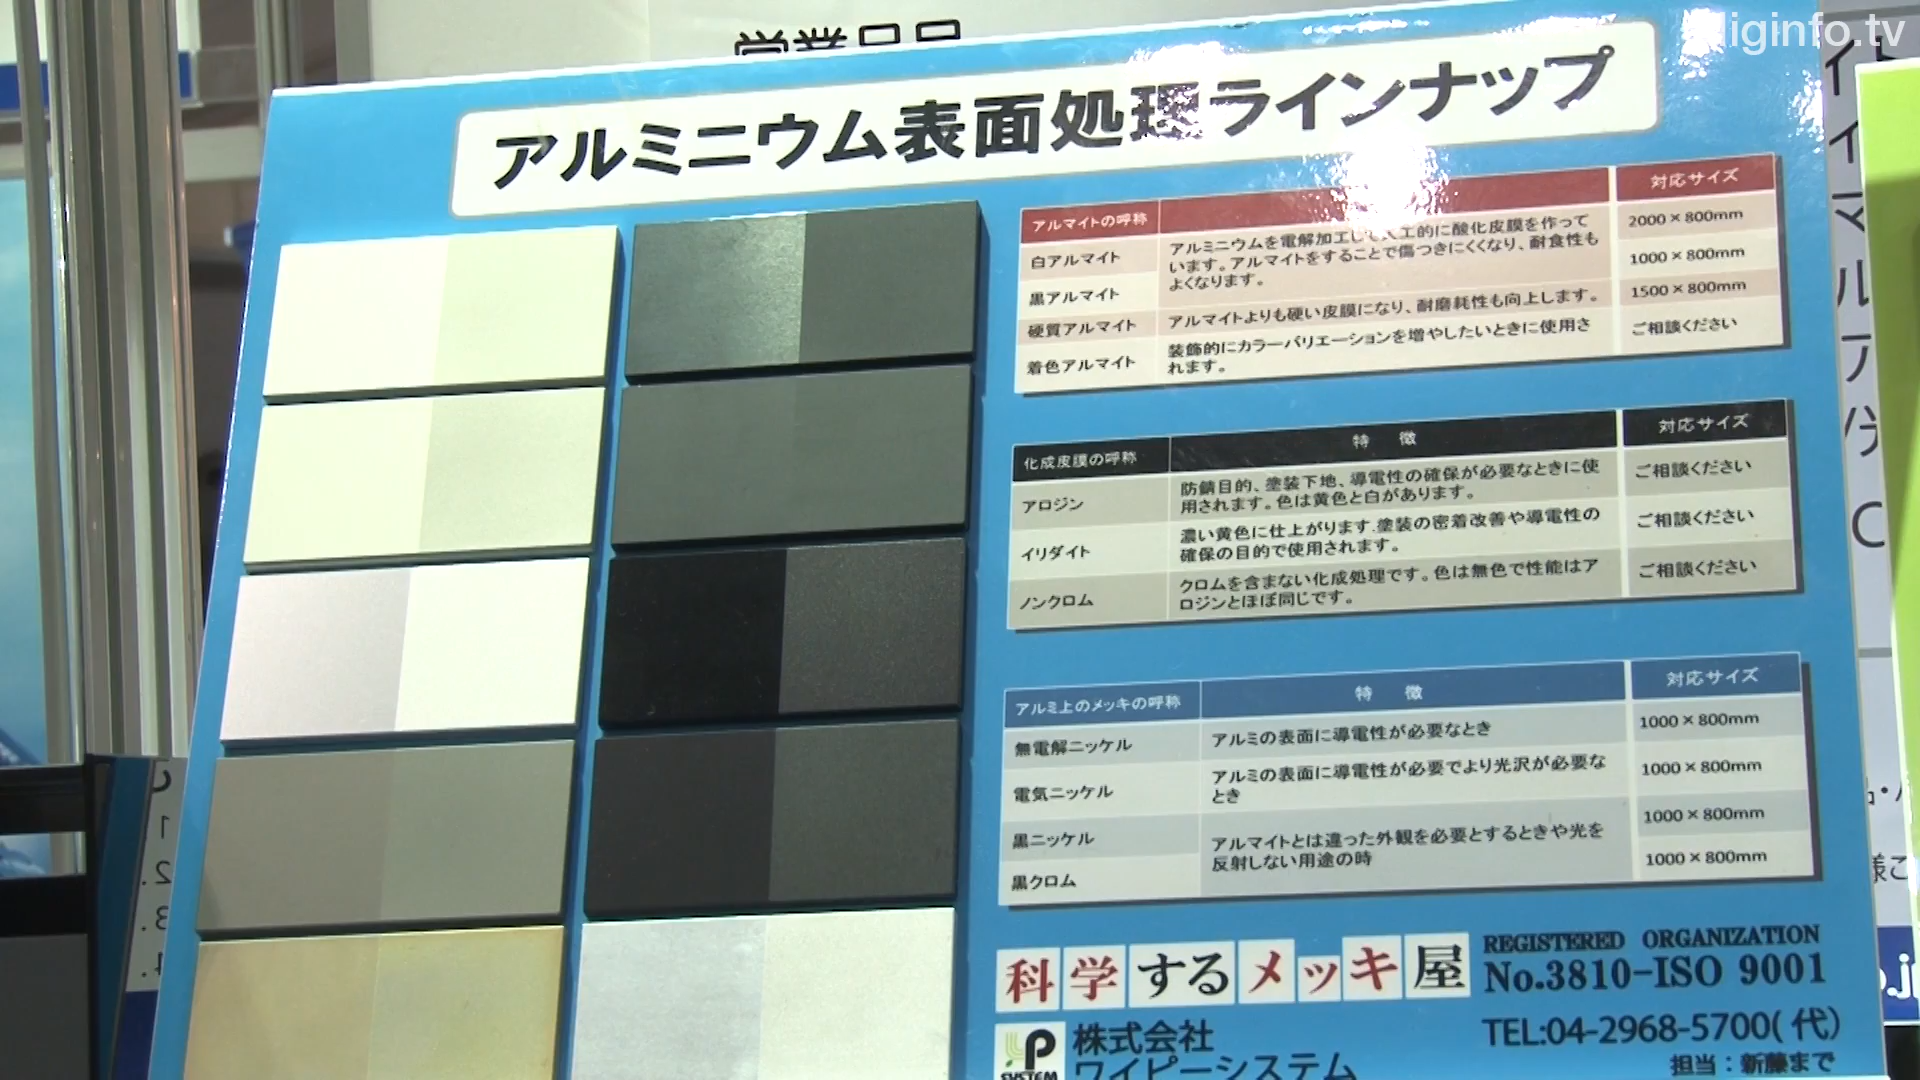 diginfo.tv
営業品目
アルミニウム表面処理ラインナップ
アルマイトの呼称
対応サイズ
白アルマイト
アルミニウムを電解加工して人工的に酸化皮膜を作って
います。アルマイトをすることで傷つきにくくなり、耐食性も
よくなります。
2000×800mm
黒アルマイト
1000×800mm
硬質アルマイト
アルマイトよりも硬い皮膜になり、耐磨耗性も向上します。
1500×800mm
着色アルマイト
装飾的にカラーバリエーションを増やしたいときに使用さ
れます。
ご相談ください
化成皮膜の呼称
特 徴
対応サイズ
アロジン
防錆目的、塗装下地、導電性の確保が必要なときに使
用されます。色は黄色と白があります。
ご相談ください
イリダイト
濃い黄色に仕上がります.塗装の密着改善や導電性の
確保の目的で使用されます。
ご相談ください
ノンクロム
クロムを含まない化成処理です。色は無色で性能はア
ロジンとほぼ同じです。
ご相談ください
アルミ上のメッキの呼称
特 徴
対応サイズ
無電解ニッケル
アルミの表面に導電性が必要なとき
1000×800mm
電気ニッケル
アルミの表面に導電性が必要でより光沢が必要な
とき
1000×800mm
黒ニッケル
アルマイトとは違った外観を必要とするときや光を
反射しない用途の時
1000×800mm
黒クロム
1000×800mm
科学するメッキ屋
REGISTERED ORGANIZATION
No.3810-ISO 9001
YP SYSTEM
株式会社
ワイピーシステム
TEL:04-2968-5700(代)
担当：新藤まで